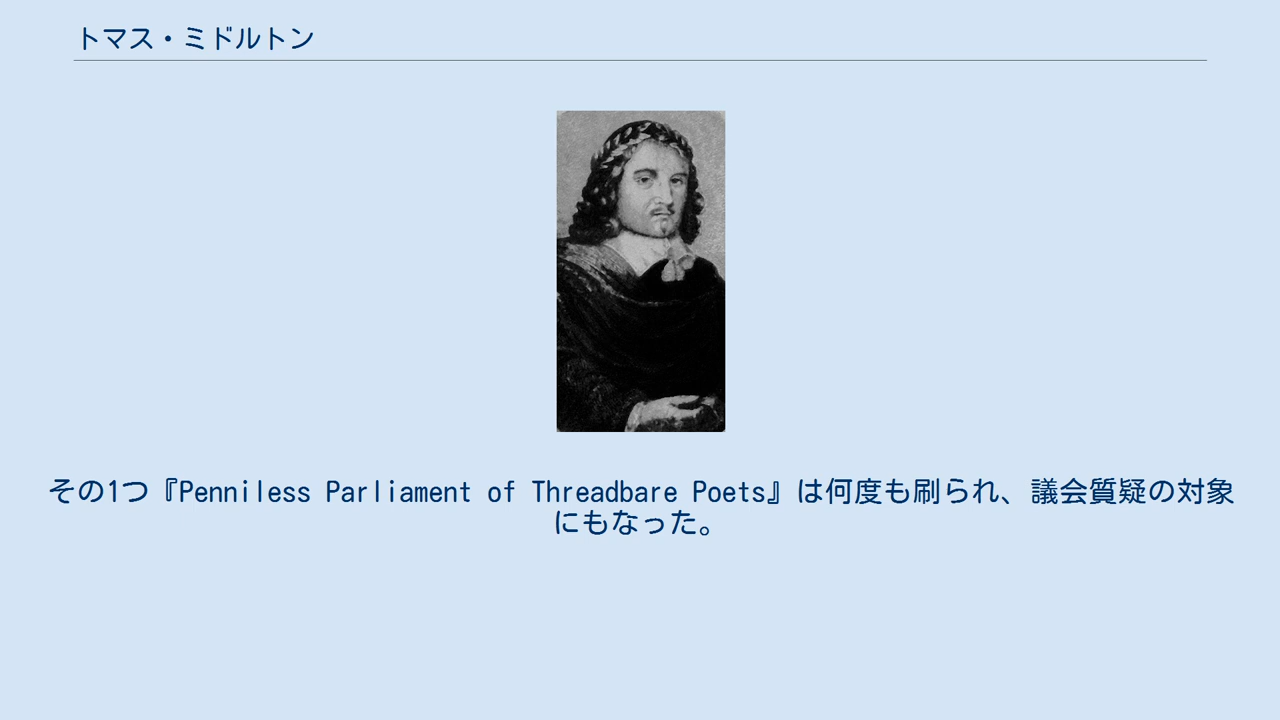 トマス・ミドルトン
その1つ『Penniless Parliament of Threadbare Poets』は何度も刷られ、議会質疑の対象
にもなった。